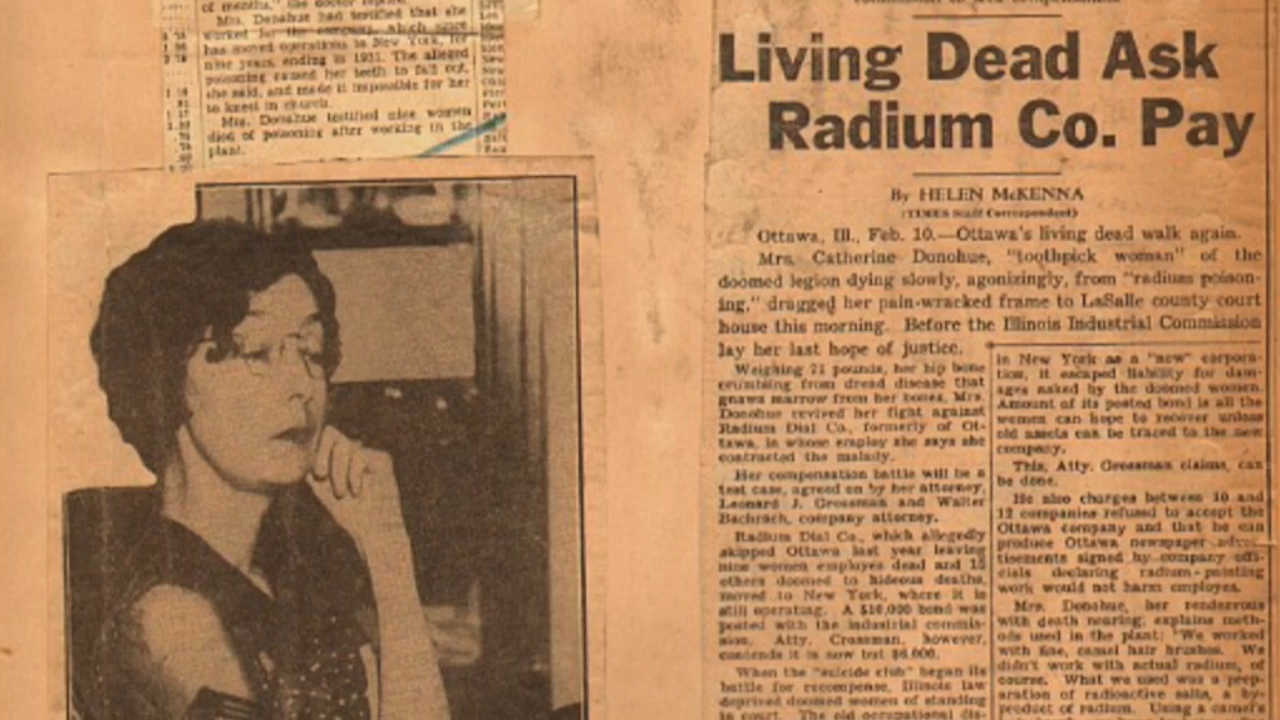 of months," the doctor
Mrs. Donahue had testified that she
worked for the company, which since
has moved operations to New York, for
nine years, ending in 1931. The alleged
poisoning caused her teeth to fall out,
she said, and made it impossible for her
to kneel in church.
Mrs. Donahue testified nine women
died of poisoning after working in the
plant.
Living Dead Ask
Radium Co. Pay
By HELEN McKENNA
(TIMES Staff Correspondent)
Ottawa, Ill., Feb. 10.—Ottawa's living dead walk again.
Mrs. Catherine Donohue, "toothpick woman" of the
doomed legion dying slowly, agonizingly, from "radium poison-
ing," dragged her pain-wracked frame to LaSalle county court
house this morning. Before the Illinois Industrial Commission
lay her last hope of justice.
Weighing 71 pounds, her hip bone
crumbling from dread disease that
gnaws marrow from her bones, Mrs.
Donohue revived her fight against
Radium Dial Co., formerly of Ot-
tawa, in whose employ she says she
contracted the malady.
Her compensation battle will be a
test case, agreed on by her attorney,
Leonard J. Grossman and Walter
Bachrach, company attorney.
Radium Dial Co., which allegedly
skipped Ottawa last year leaving
nine women employes dead and 15
others doomed to hideous deaths,
moved to New York, where it is
still operating. A $10,000 bond was
posted with the industrial commis-
sion. Atty. Crossman, however,
contends it is now but $6,000.
When the "suicide club" began its
battle for recompense, Illinois law
deprived doomed women of standing
in court. The old occupational dis-
in New York as a "new" corpora-
tion, it escaped liability for dam-
ages asked by the doomed women.
Amount of its posted bond is all the
women can hope to recover unless
old assets can be traced to the new
company.
This, Atty. Grossman claims, can
be done.
He also charges between 10 and
12 companies refused to accept the
Ottawa company and that he can
produce Ottawa newspaper adver-
tisements signed by company offi-
cials declaring radium-painting
work would not harm employes.
Mrs. Donohue, her rendezvous
with death nearing, explains meth-
ods used in the plant: "We worked
with fine, camel hair brushes. We
didn't work with actual radium, of
course. What we used was a prep-
aration of radioactive salts, a by-
product of radium. Using a camel's